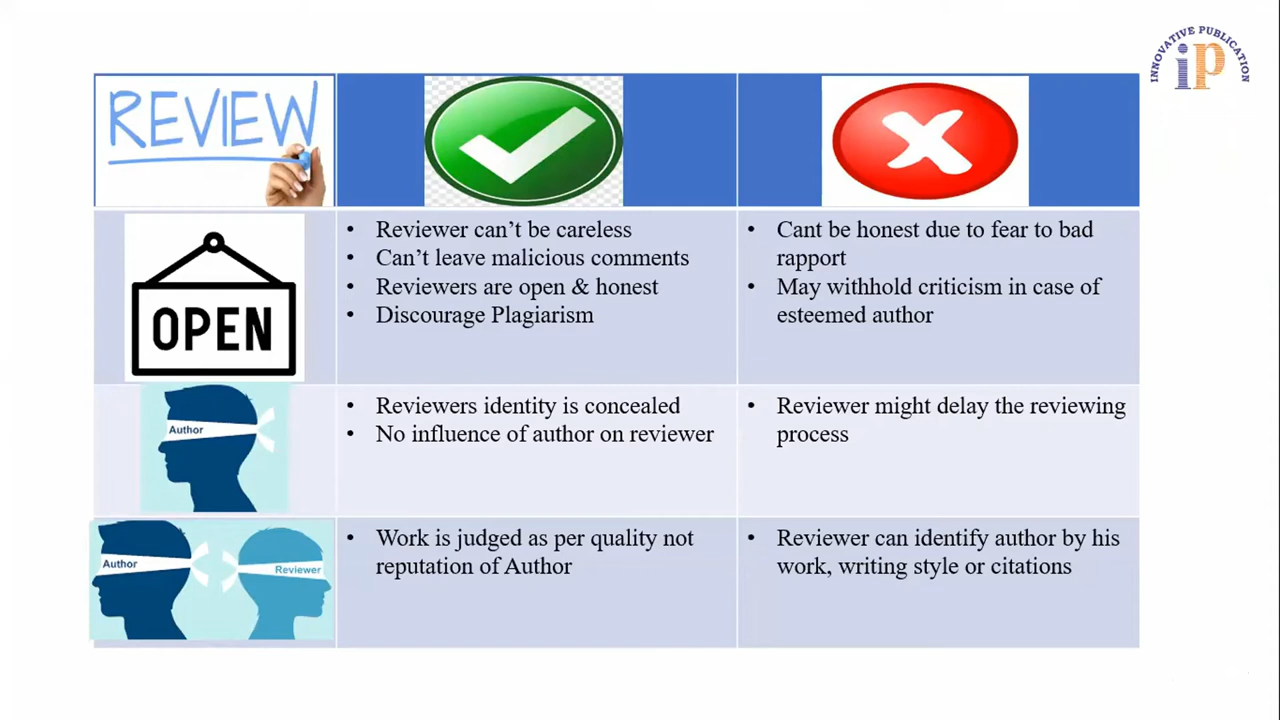 INNOVATIVE PUBLICATION
ip
REVIEW
OPEN
• Reviewer can’t be careless
• Can’t leave malicious comments
• Reviewers are open & honest
• Discourage Plagiarism
• Cant be honest due to fear to bad
rapport
• May withhold criticism in case of
esteemed author
Author
• Reviewers identity is concealed
• No influence of author on reviewer
• Reviewer might delay the reviewing
process
Author
Reviewer
• Work is judged as per quality not
reputation of Author
• Reviewer can identify author by his
work, writing style or citations